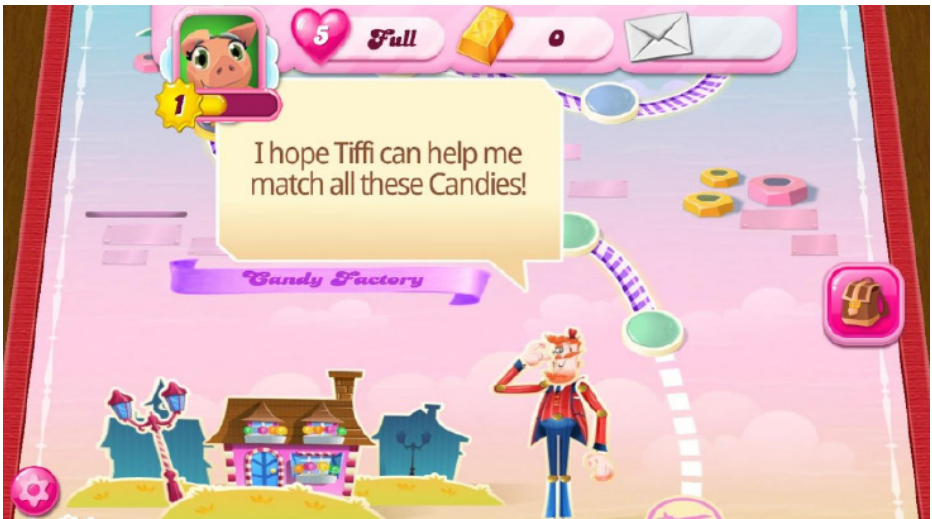 5 Full
0
1
I hope Tiffi can help me
match all these Candies!
Candy Factory